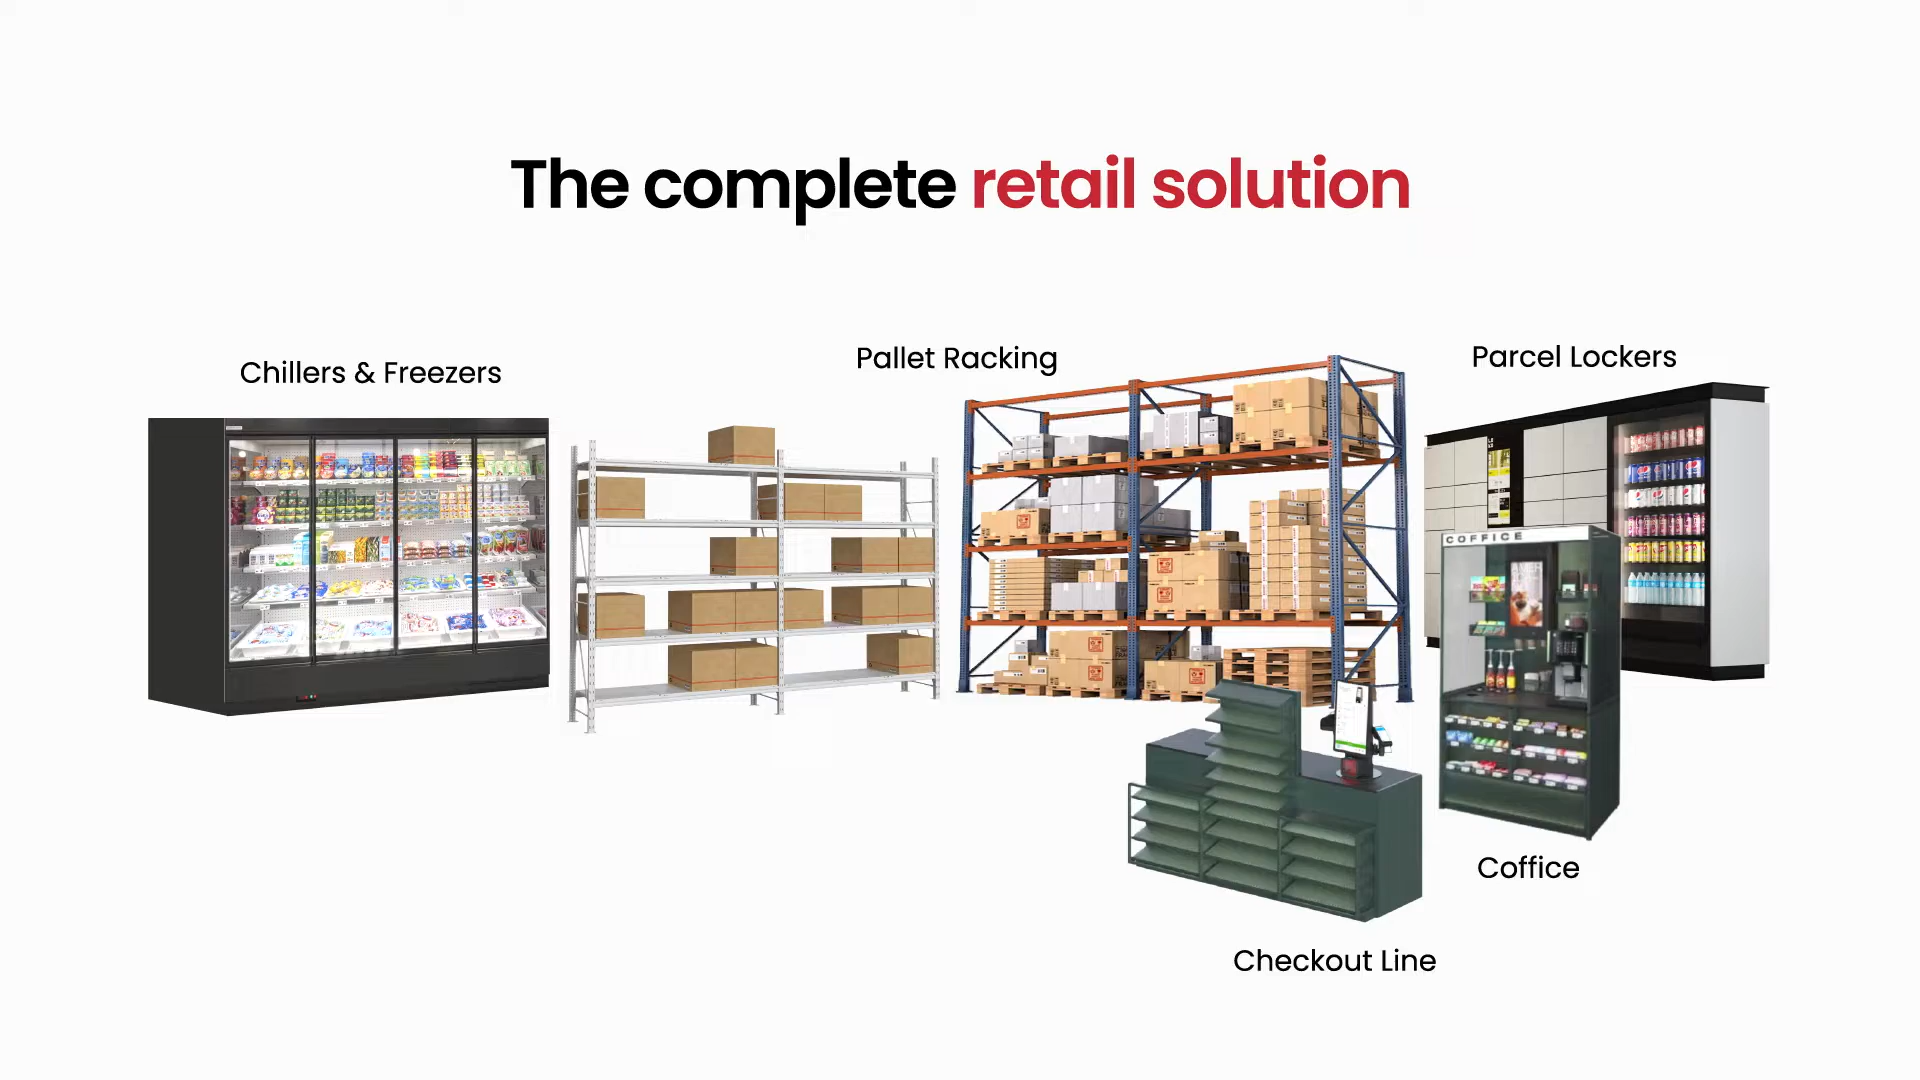 The complete retail solution
Chillers & Freezers
Pallet Racking
Parcel Lockers
COFFICE
Coffice
Checkout Line